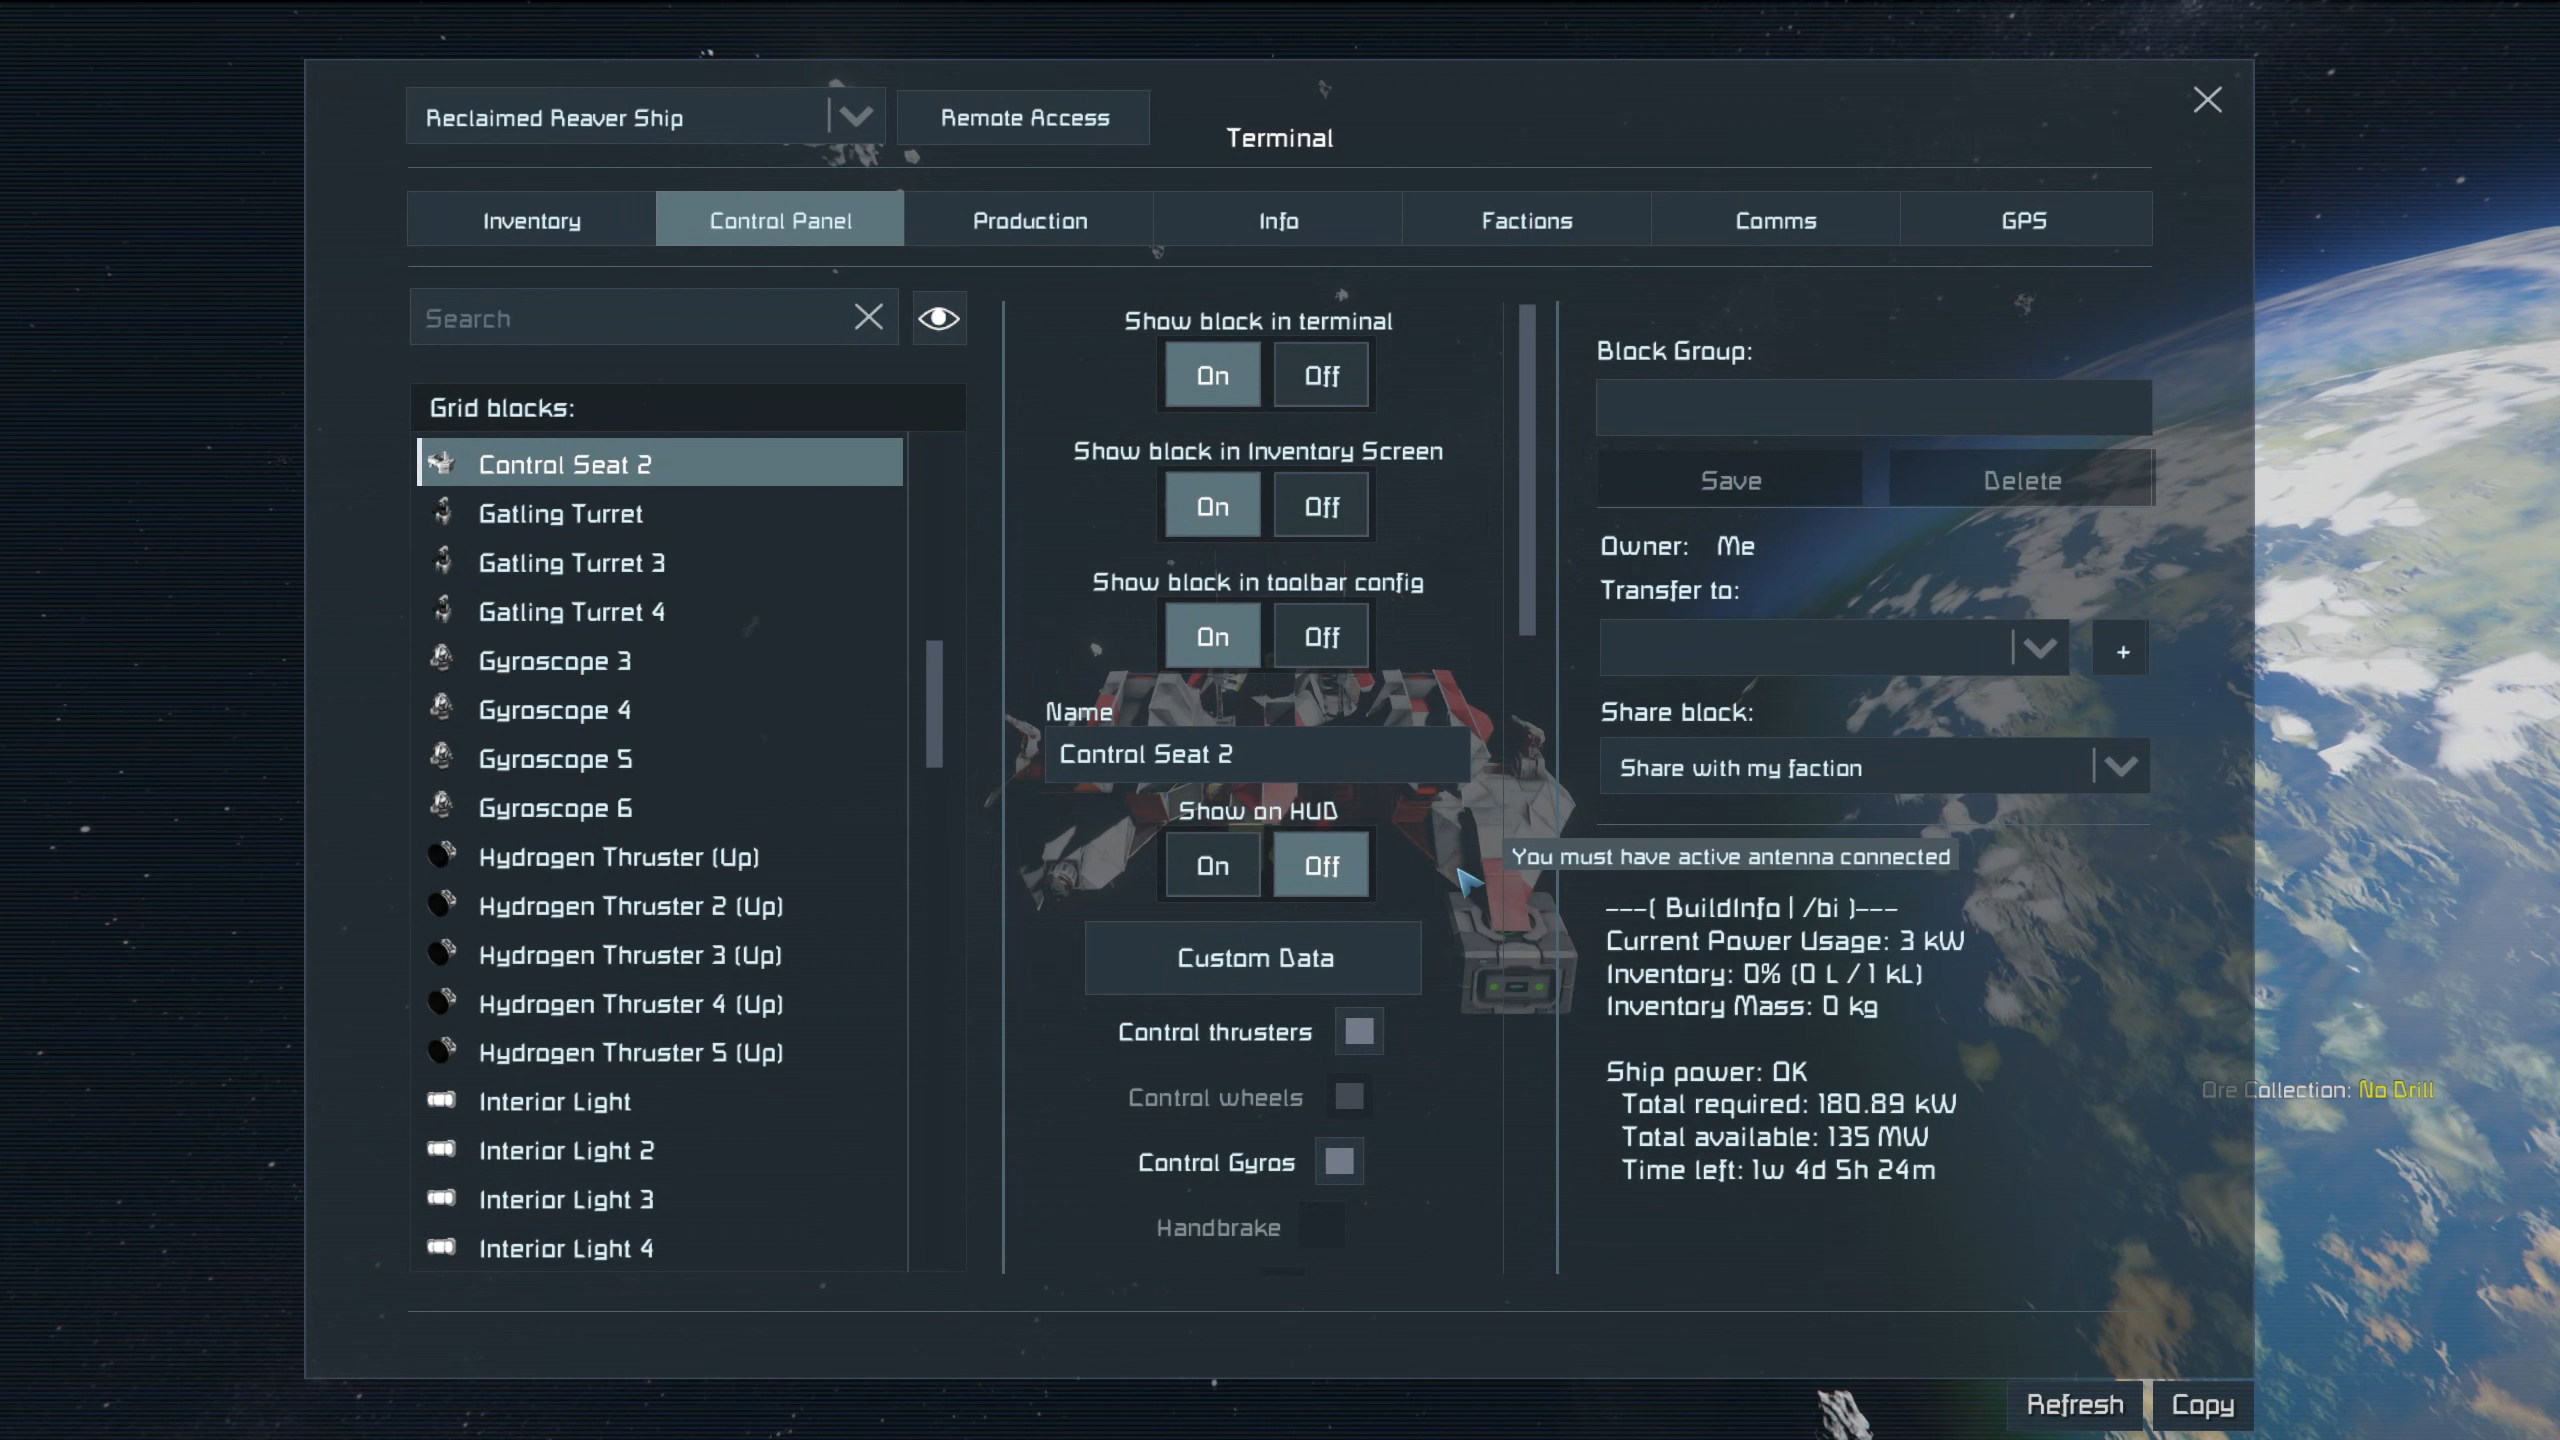 Reclaimed Reaver Ship
Remote Access
Terminal
Inventory
Control Panel
Production
Info
Factions
Comms
GPS
Search
Grid blocks:
Control Seat 2
Gatling Turret
Gatling Turret 3
Gatling Turret 4
Gyroscope 3
Gyroscope 4
Gyroscope 5
Gyroscope 6
Hydrogen Thruster (Up)
Hydrogen Thruster 2 (Up)
Hydrogen Thruster 3 (Up)
Hydrogen Thruster 4 (Up)
Hydrogen Thruster 5 (Up)
Interior Light
Interior Light 2
Interior Light 3
Interior Light 4
Show block in terminal
On Off
Show block in Inventory Screen
On Off
Show block in toolbar config
On Off
Name
Control Seat 2
Show on HUD
On Off
Custom Data
Control thrusters
Control wheels
Control Gyros
Handbrake
Block Group:
Save Delete
Owner: Me
Transfer to:
+
Share block:
Share with my faction
You must have active antenna connected
---( BuildInfo | /bi )---
Current Power Usage: 3 kW
Inventory: 0% (0 L / 1 kL)
Inventory Mass: 0 kg
Ship power: OK
Total required: 180.89 kW
Total available: 135 MW
Time left: 1w 4d 5h 24m
Ore Collection: No Drill
Refresh
Copy